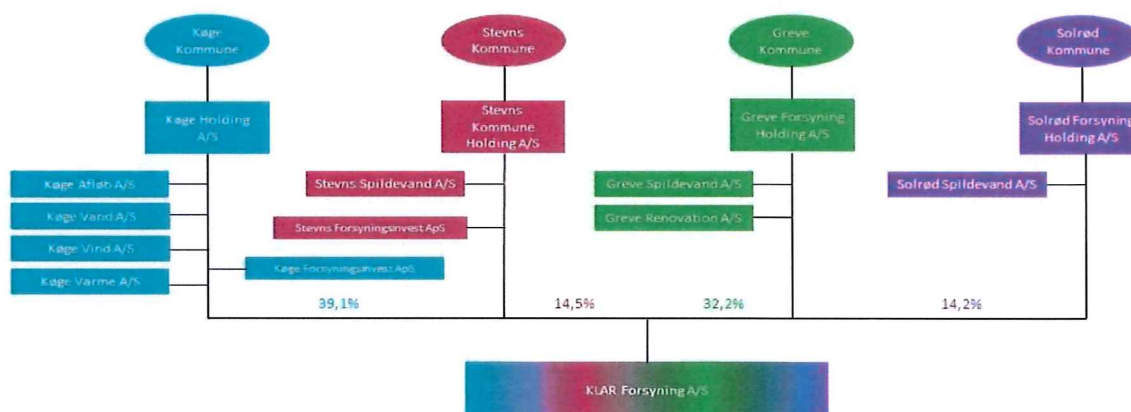 Køge
Kommune
Stevns
Kommune
Greve
Kommune
Solrød
Kommune
Køge Holding
A/S
Stevns
Kommune
Holding A/S
Greve Forsyning
Holding A/S
Solrød Forsyning
Holding A/S
Køge Afløb A/S
Køge Vand A/S
Køge Vind A/S
Køge Varme A/S
Køge Forsyningsinvest ApS
Stevns Spildevand A/S
Stevns Forsyningsinvest ApS
Greve Spildevand A/S
Greve Renovation A/S
Solrød Spildevand A/S
39,1%
14,5%
32,2%
14,2%
KLAR Forsyning A/S